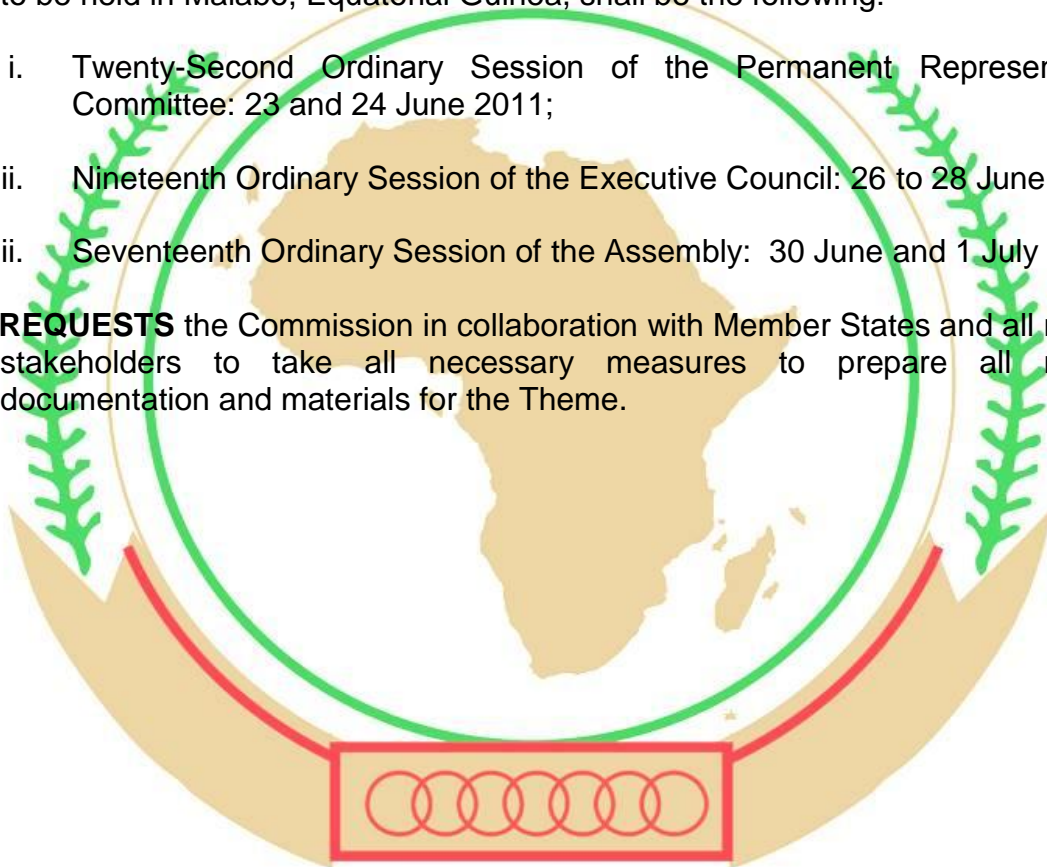 to be held in Malabo, Equatorial Guinea, shall be the following:
i. Twenty-Second Ordinary Session of the Permanent Represen
Committee: 23 and 24 June 2011;
ii. Nineteenth Ordinary Session of the Executive Council: 26 to 28 June
ii. Seventeenth Ordinary Session of the Assembly: 30 June and 1 July
REQUESTS the Commission in collaboration with Member States and all
stakeholders to take all necessary measures to prepare all
documentation and materials for the Theme.